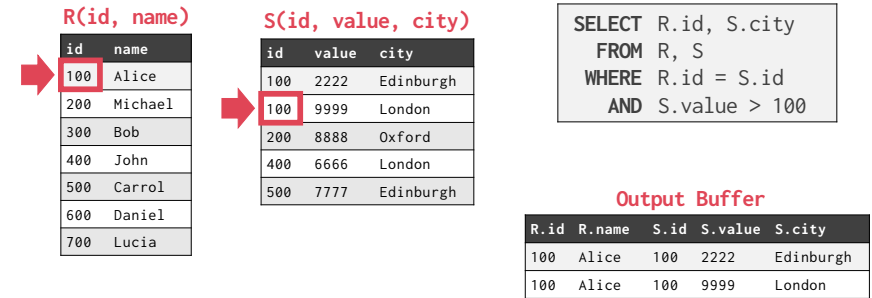 R(id, name)
id name
100 Alice
200 Michael
300 Bob
400 John
500 Carrol
600 Daniel
700 Lucia
S(id, value, city)
id value city
100 2222 Edinburgh
100 9999 London
200 8888 Oxford
400 6666 London
500 7777 Edinburgh
SELECT R.id, S.city
FROM R, S
WHERE R.id = S.id
AND S.value > 100
Output Buffer
R.id R.name S.id S.value S.city
100 Alice 100 2222 Edinburgh
100 Alice 100 9999 London